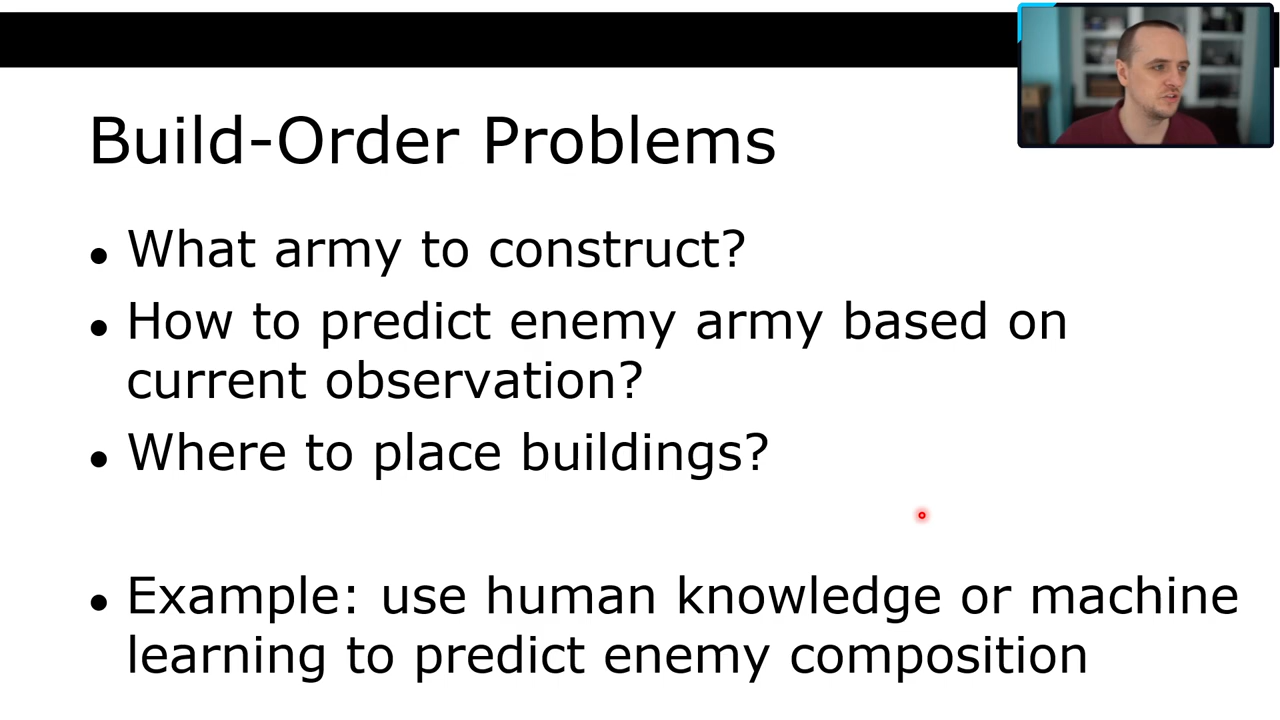 Build-Order Problems
• What army to construct?
• How to predict enemy army based on
current observation?
• Where to place buildings?
• Example: use human knowledge or machine
learning to predict enemy composition